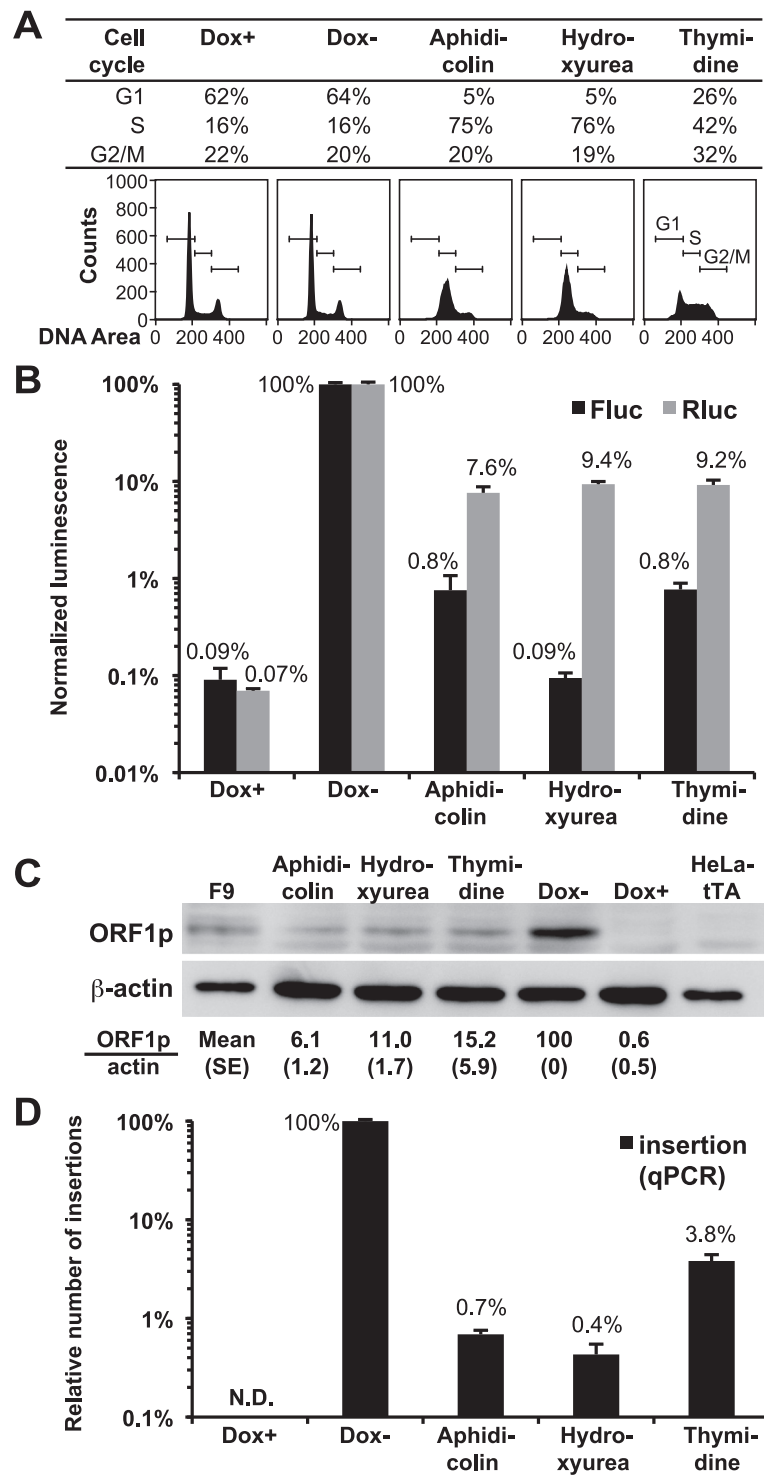 A
Cell cycle Dox+ Dox- Aphidi-colin Hydro-xyurea Thymi-dine
G1 62% 64% 5% 5% 26%
S 16% 16% 75% 76% 42%
G2/M 22% 20% 20% 19% 32%
Counts
1000
800
600
400
200
0
G1
S
G2/M
DNA Area 200 400 200 400 200 400 200 400 200 400
B
Normalized luminescence
100%
10%
1%
0.1%
0.01%
Fluc Rluc
0.09% 0.07%
100% 100%
0.8% 7.6%
0.09% 9.4%
0.8% 9.2%
Dox+ Dox- Aphidi-colin Hydro-xyurea Thymi-dine
C
F9 Aphidi-colin Hydro-xyurea Thymi-dine Dox- Dox+ HeLa-tTA
ORF1p
β-actin
ORF1p Mean 6.1 11.0 15.2 100 0.6
actin (SE) (1.2) (1.7) (5.9) (0) (0.5)
D
Relative number of insertions
100%
10%
1%
0.1%
insertion
(qPCR)
N.D.
100%
0.7%
0.4%
3.8%
Dox+ Dox- Aphidi-colin Hydro-xyurea Thymi-dine